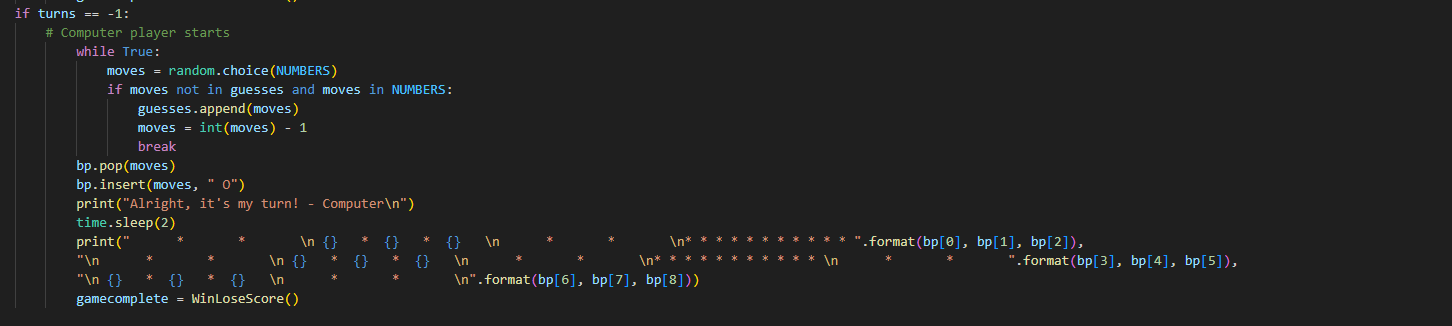 if turns == -1:
    # Computer player starts
        while True:
            moves = random.choice(NUMBERS)
            if moves not in guesses and moves in NUMBERS:
                guesses.append(moves)
                moves = int(moves) - 1
                break
        bp.pop(moves)
        bp.insert(moves, " O")
        print("Alright, it's my turn! - Computer\n")
        time.sleep(2)
        print("      *       *       \n {}   *  {}   *  {}   \n      *       *       \n* * * * * * * * * * * ".format(bp[0], bp[1], bp[2]),
        "\n      *       *       \n {}   *  {}   *  {}   \n      *       *       \n* * * * * * * * * * * \n      *       *       ".format(bp[3], bp[4], bp[5]),
        "\n {}   *  {}   *  {}   \n      *       *       \n".format(bp[6], bp[7], bp[8]))
        gamecomplete = WinLoseScore()